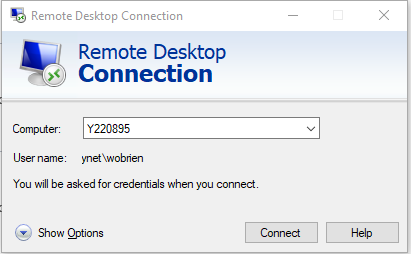 Remote Desktop Connection
Remote Desktop
Connection
Computer:
Y220895
User name:
ynet\wobrien
You will be asked for credentials when you connect.
Show Options
Connect
Help